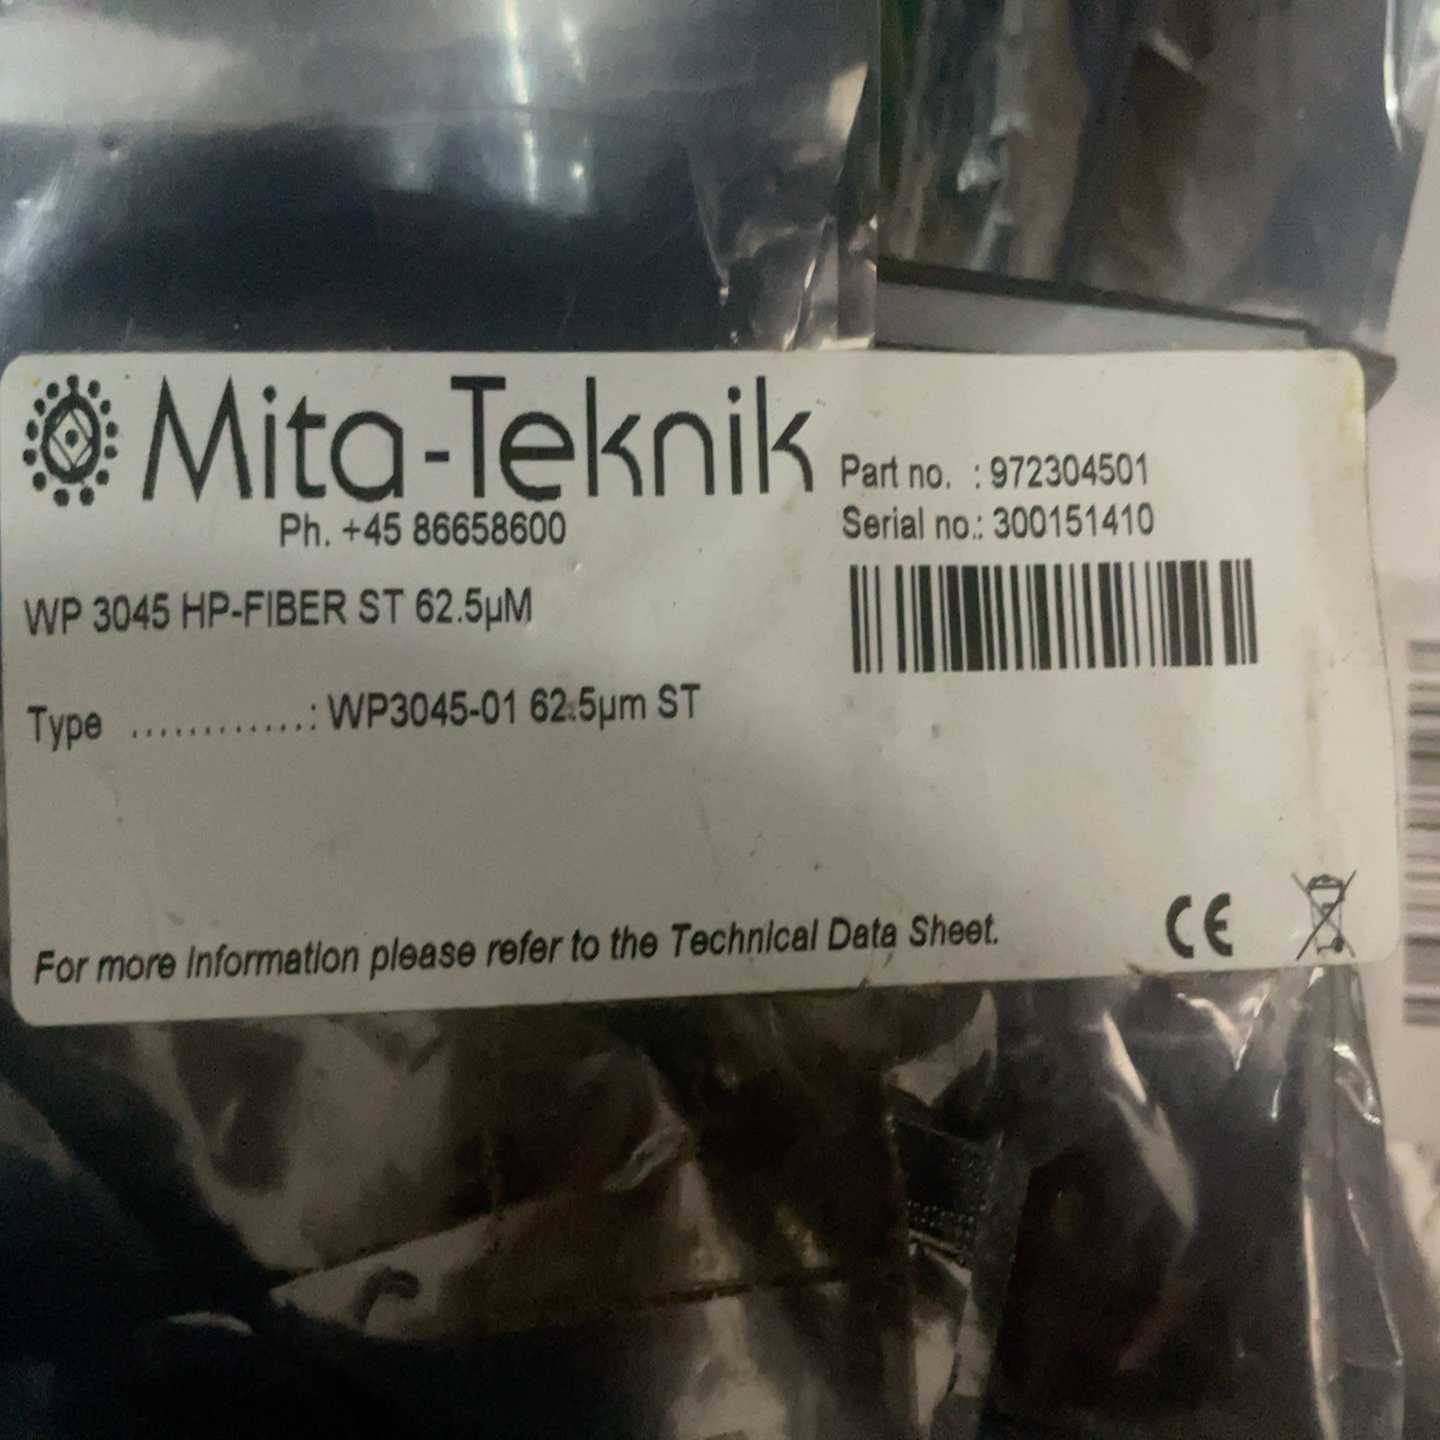 Mita-Teknik
Ph. +45 86658600
Part no. : 972304501
Serial no.: 300151410
WP 3045 HP-FIBER ST 62.5µM
Type .............: WP3045-01 62.5µm ST
For more information please refer to the Technical Data Sheet.
CE